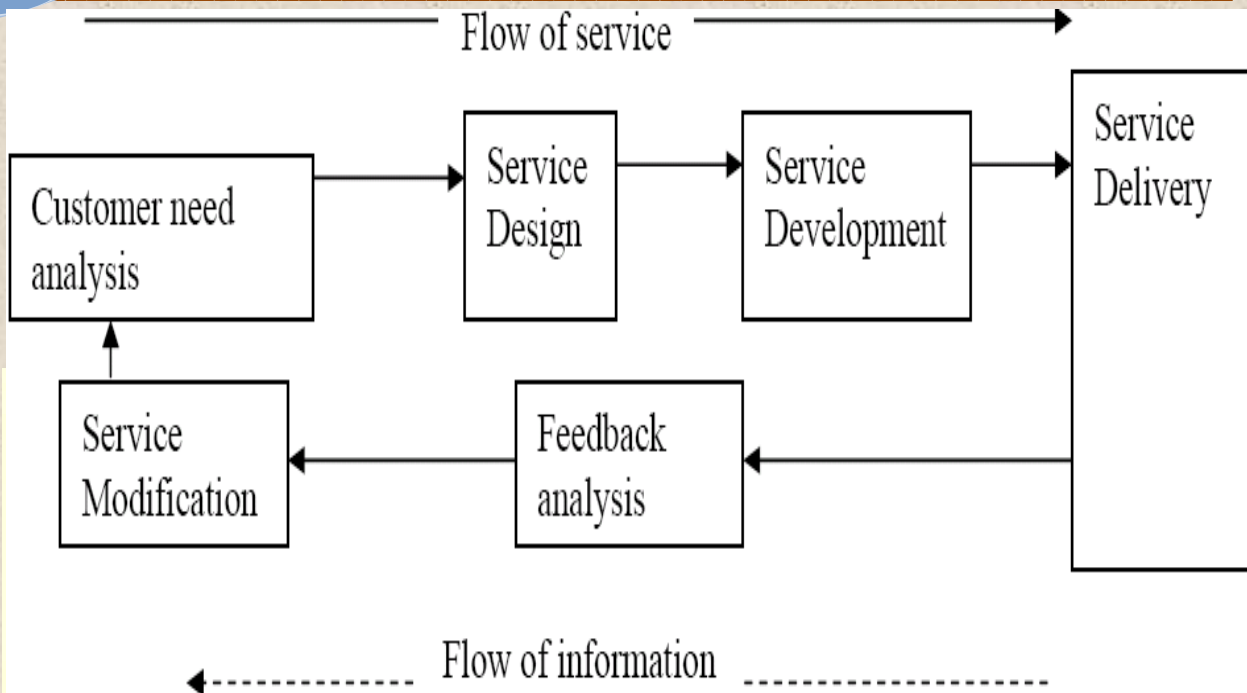 Flow of service
Customer need
analysis
Service
Design
Service
Development
Service
Delivery
Service
Modification
Feedback
analysis
Flow of information